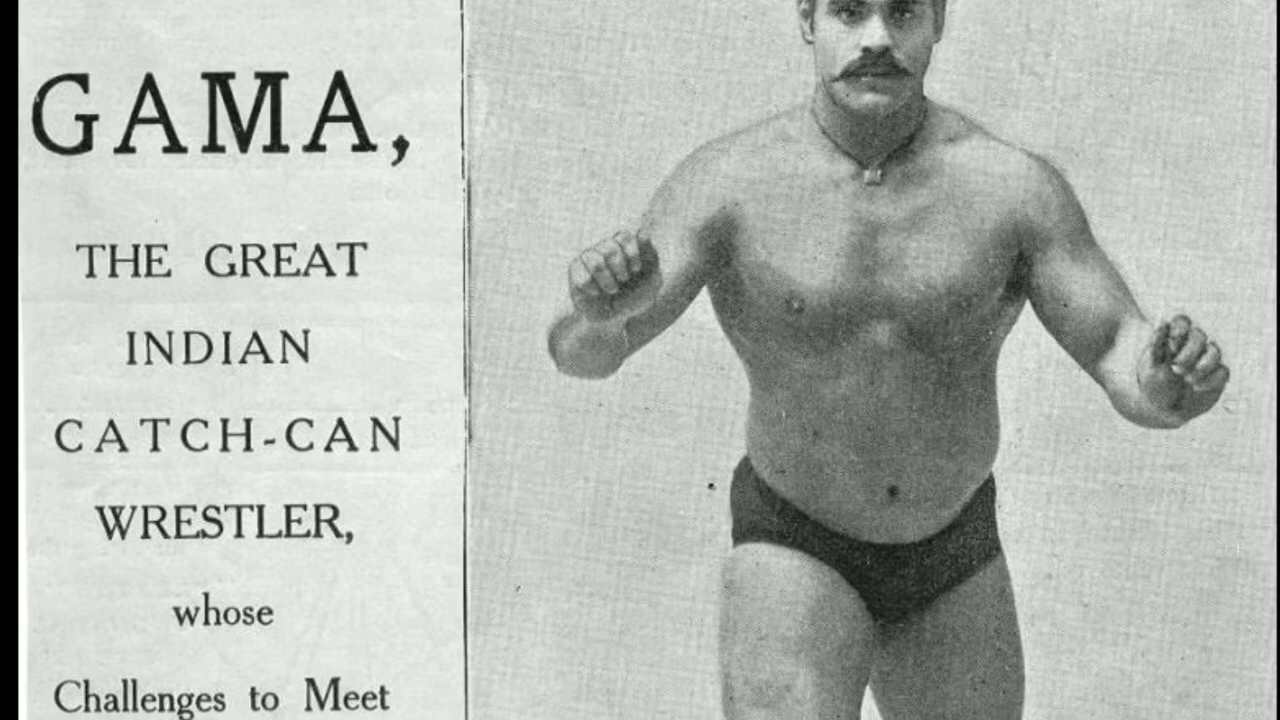 GAMA,
THE GREAT
INDIAN
CATCH-CAN
WRESTLER,
whose
Challenges to Meet